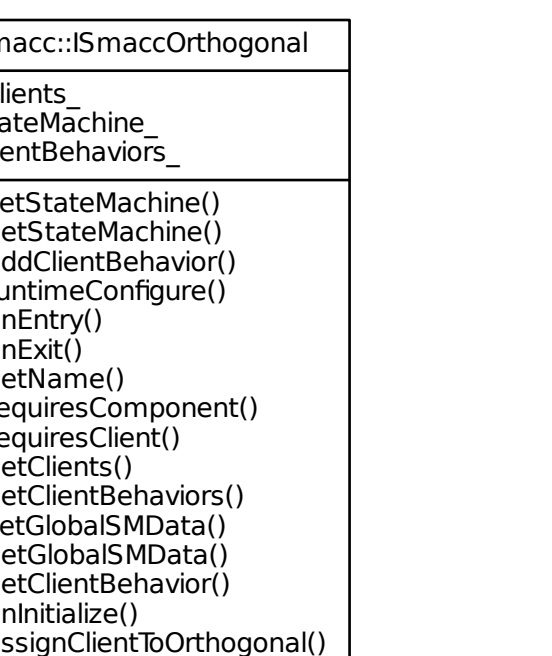 macc::ISmaccOrthogonal
lients_
ateMachine_
entBehaviors_
etStateMachine()
etStateMachine()
ddClientBehavior()
untimeConfigure()
nEntry()
nExit()
etName()
equiresComponent()
equiresClient()
etClients()
etClientBehaviors()
etGlobalSMData()
etGlobalSMData()
etClientBehavior()
nInitialize()
ssignClientToOrthogonal()